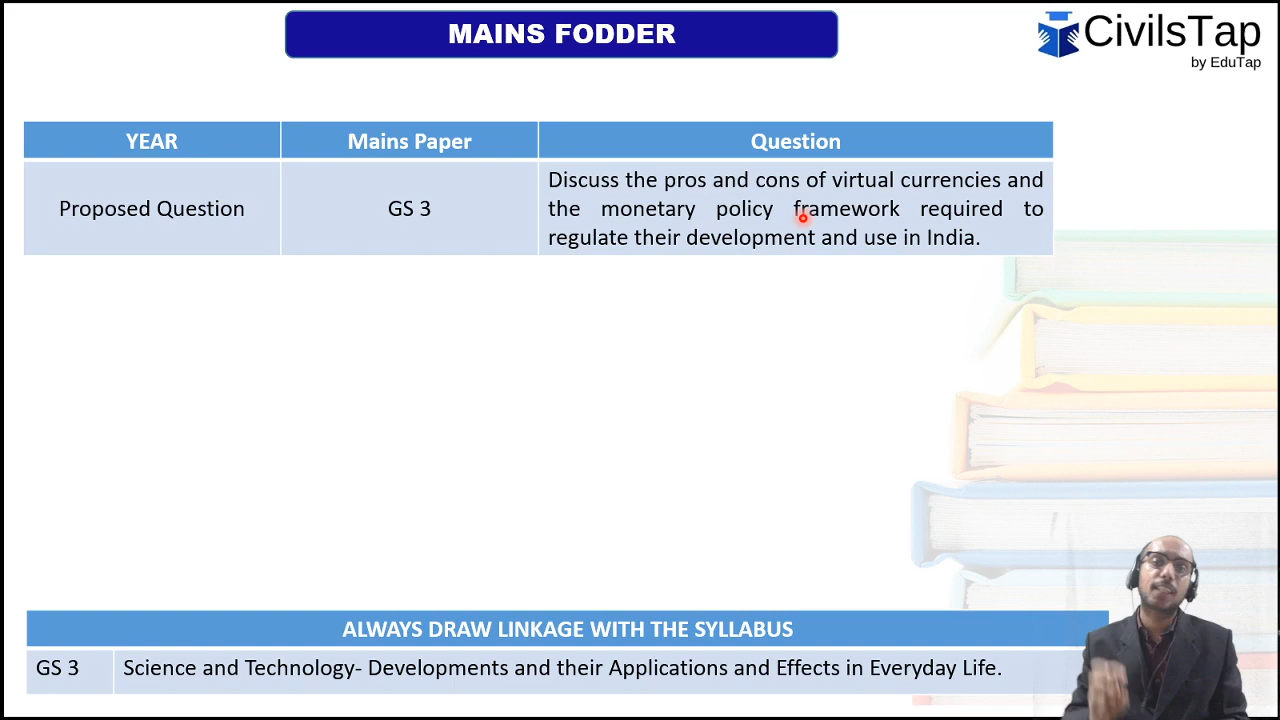 MAINS FODDER
CivilsTap
by EduTap
YEAR
Mains Paper
Question
Proposed Question
GS 3
Discuss the pros and cons of virtual currencies and
the monetary policy framework required to
regulate their development and use in India.
ALWAYS DRAW LINKAGE WITH THE SYLLABUS
GS 3
Science and Technology- Developments and their Applications and Effects in Everyday Life.